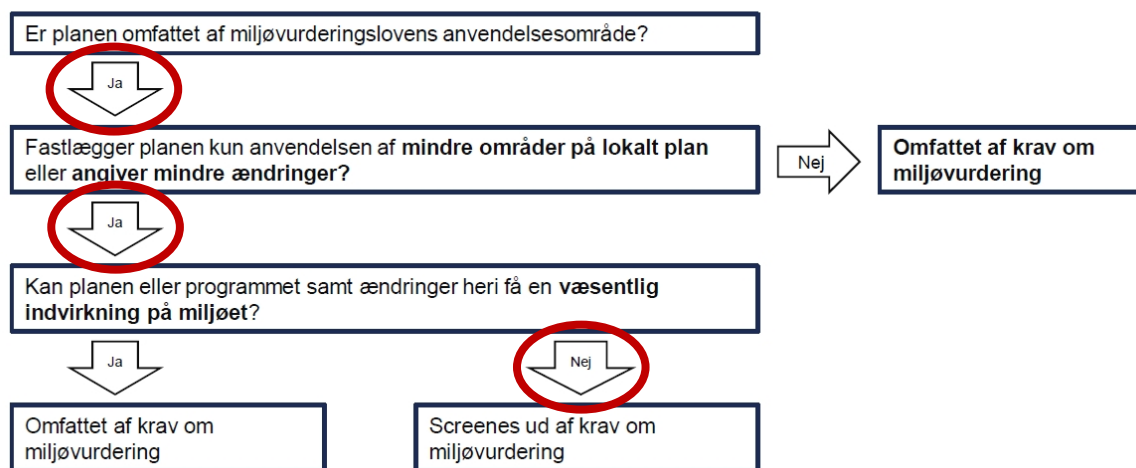 Er planen omfattet af miljøvurderingslovens anvendelsesområde?
Ja
Fastlægger planen kun anvendelsen af mindre områder på lokalt plan
eller angiver mindre ændringer?
Nej
Omfattet af krav om
miljøvurdering
Ja
Kan planen eller programmet samt ændringer heri få en væsentlig
indvirkning på miljøet?
Ja
Nej
Omfattet af krav om
miljøvurdering
Screenes ud af krav om
miljøvurdering